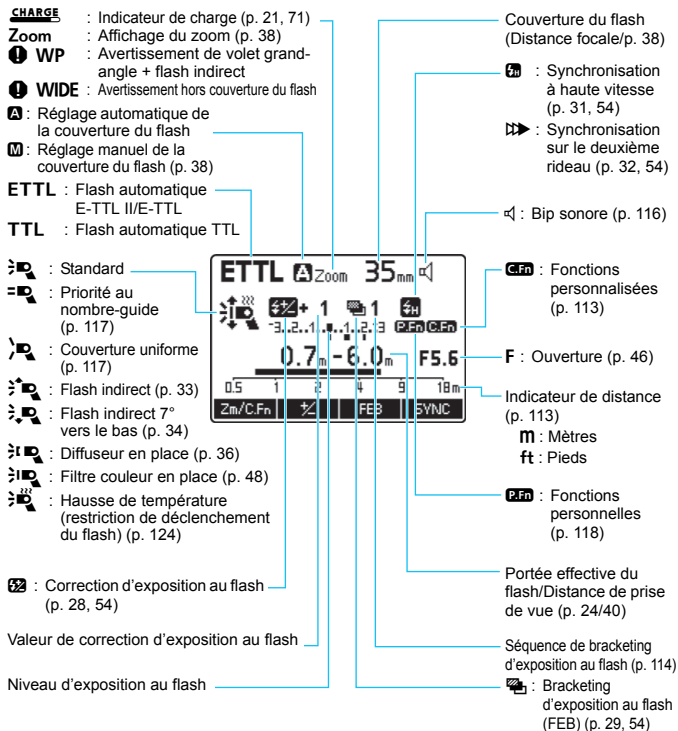 CHARGE : Indicateur de charge (p. 21, 71)
Zoom : Affichage du zoom (p. 38)
WP : Avertissement de volet grand-
angle + flash indirect
WIDE : Avertissement hors couverture du flash
A : Réglage automatique de
la couverture du flash
M : Réglage manuel de la
couverture du flash (p. 38)
ETTL : Flash automatique
E-TTL II/E-TTL
TTL : Flash automatique TTL
: Standard
: Priorité au
nombre-guide
(p. 117)
: Couverture uniforme
(p. 117)
: Flash indirect (p. 33)
: Flash indirect 7°
vers le bas (p. 34)
: Diffuseur en place (p. 36)
: Filtre couleur en place (p. 48)
: Hausse de température
(restriction de déclenchement
du flash) (p. 124)
: Correction d'exposition au flash
(p. 28, 54)
Valeur de correction d'exposition au flash
Niveau d'exposition au flash
ETTL A Zoom 35mm
+ 1 1 H
-3..2..1..■..1..2.:3 P.Fn C.Fn
0.7m - 6.0m F5.6
0.5 1 2 4 9 18m
Zm/C.Fn +/- FEB SYNC
Couverture du flash
(Distance focale/p. 38)
H : Synchronisation
à haute vitesse
(p. 31, 54)
: Synchronisation
sur le deuxième
rideau (p. 32, 54)
: Bip sonore (p. 116)
C.Fn : Fonctions
personnalisées
(p. 113)
F : Ouverture (p. 46)
Indicateur de distance
(p. 113)
m : Mètres
ft : Pieds
P.Fn : Fonctions
personnelles
(p. 118)
Portée effective du
flash/Distance de prise
de vue (p. 24/40)
Séquence de bracketing
d'exposition au flash (p. 114)
: Bracketing
d'exposition au flash
(FEB) (p. 29, 54)